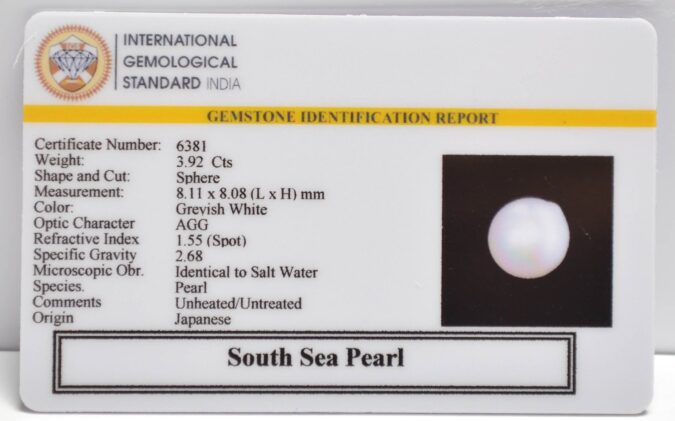 INTERNATIONAL
GEMOLOGICAL
STANDARD INDIA
GEMSTONE IDENTIFICATION REPORT
Certificate Number: 6381
Weight: 3.92 Cts
Shape and Cut: Sphere
Measurement: 8.11 x 8.08 (L x H) mm
Color: Greyish White
Optic Character AGG
Refractive Index 1.55 (Spot)
Specific Gravity 2.68
Microscopic Obr. Identical to Salt Water
Species. Pearl
Comments Unheated/Untreated
Origin Japanese
South Sea Pearl